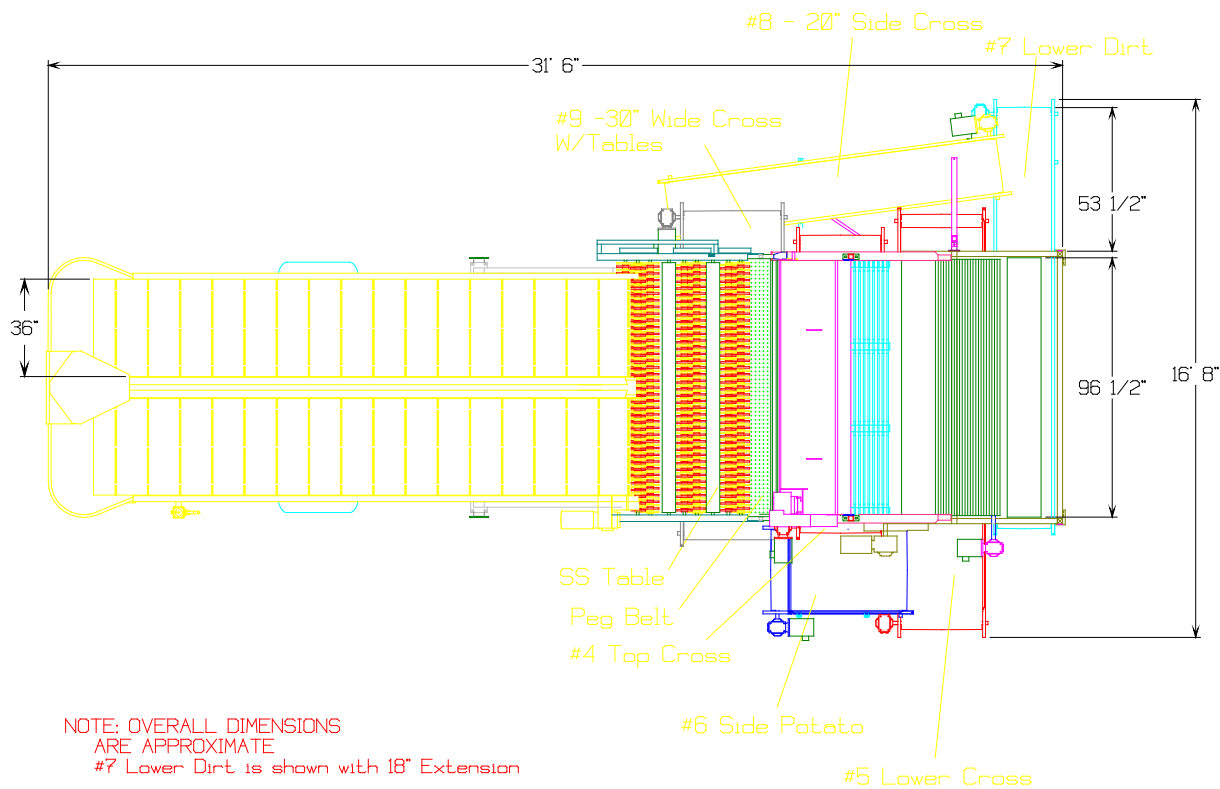 #8 - 20" Side Cross
#7 Lower Dirt
31' 6"
#9 -30" Wide Cross
W/Tables
53 1/2"
36"
16' 8"
96 1/2"
SS Table
Peg Belt
#4 Top Cross
#6 Side Potato
#5 Lower Cross
NOTE: OVERALL DIMENSIONS
ARE APPROXIMATE
#7 Lower Dirt is shown with 18" Extension